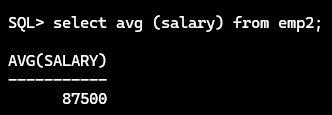 SQL> select avg (salary) from emp2;
AVG(SALARY)
-----------
87500